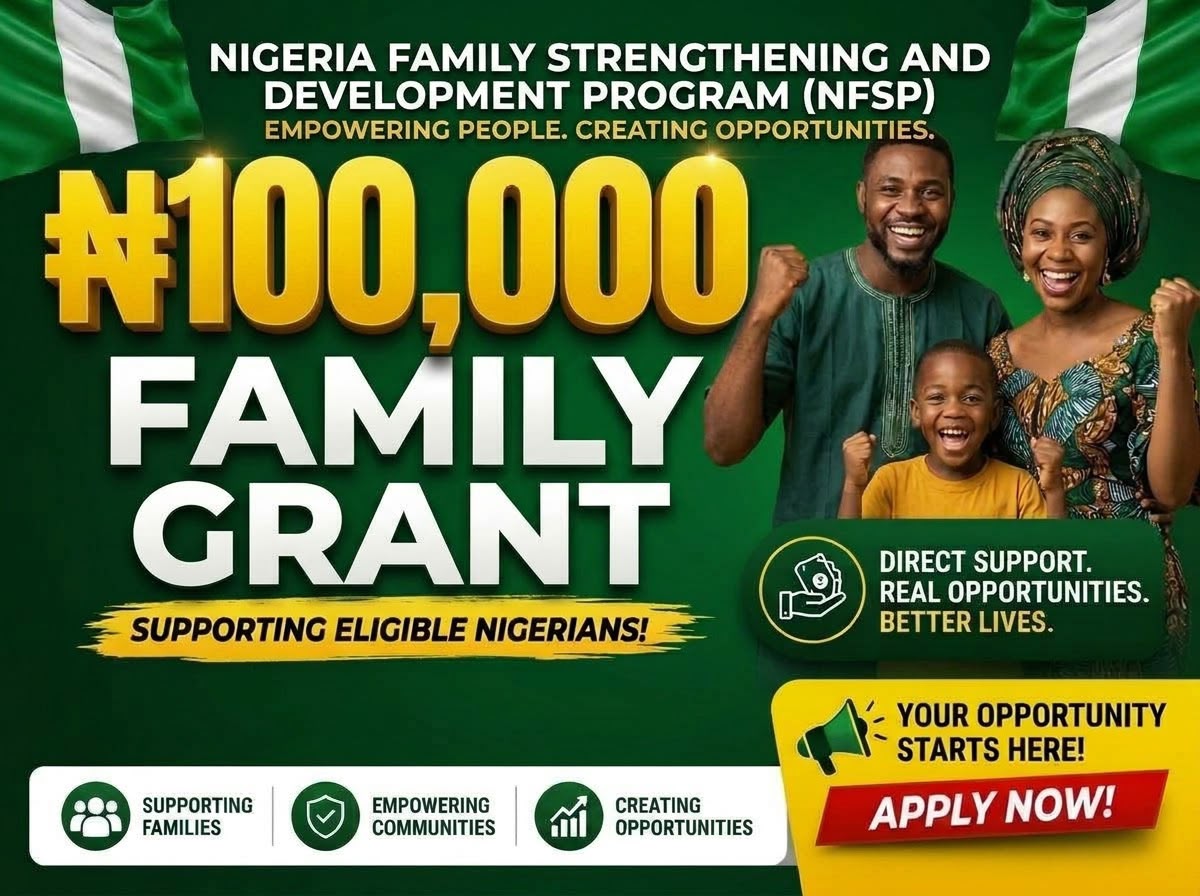 NIGERIA FAMILY STRENGTHENING AND
DEVELOPMENT PROGRAM (NFSP)
EMPOWERING PEOPLE. CREATING OPPORTUNITIES.
₦100,000
FAMILY
GRANT
SUPPORTING ELIGIBLE NIGERIANS!
DIRECT SUPPORT.
REAL OPPORTUNITIES.
BETTER LIVES.
YOUR OPPORTUNITY
STARTS HERE!
APPLY NOW!
SUPPORTING
FAMILIES
EMPOWERING
COMMUNITIES
CREATING
OPPORTUNITIES